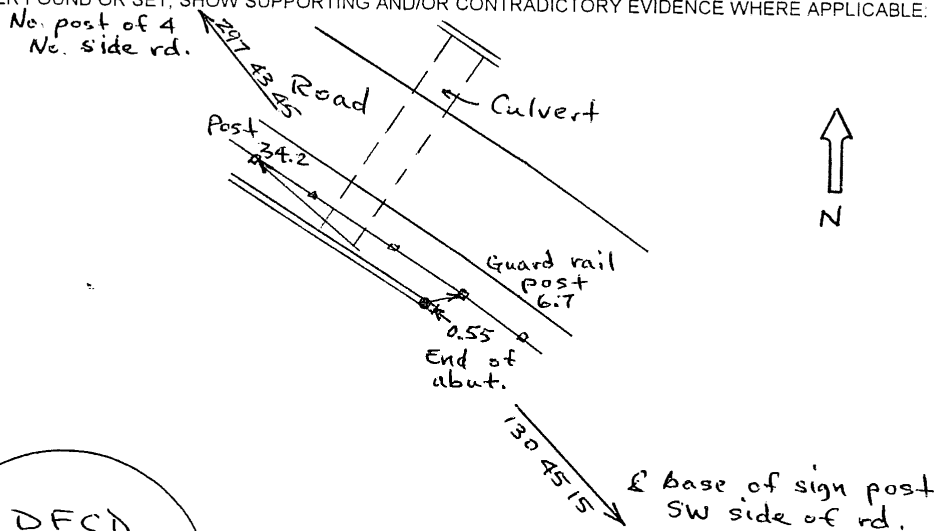 ER FOUND OR SET, SHOW SUPPORTING AND/OR CONTRADICTORY EVIDENCE WHERE APPLICABLE:
No. post of 4
No. side rd.
297 43 45
Road
Culvert
Post
34.2
N
Guard rail
post
6.7
0.55
End of
abut.
130 45 15
Base of sign post
SW side of rd.
DFCD